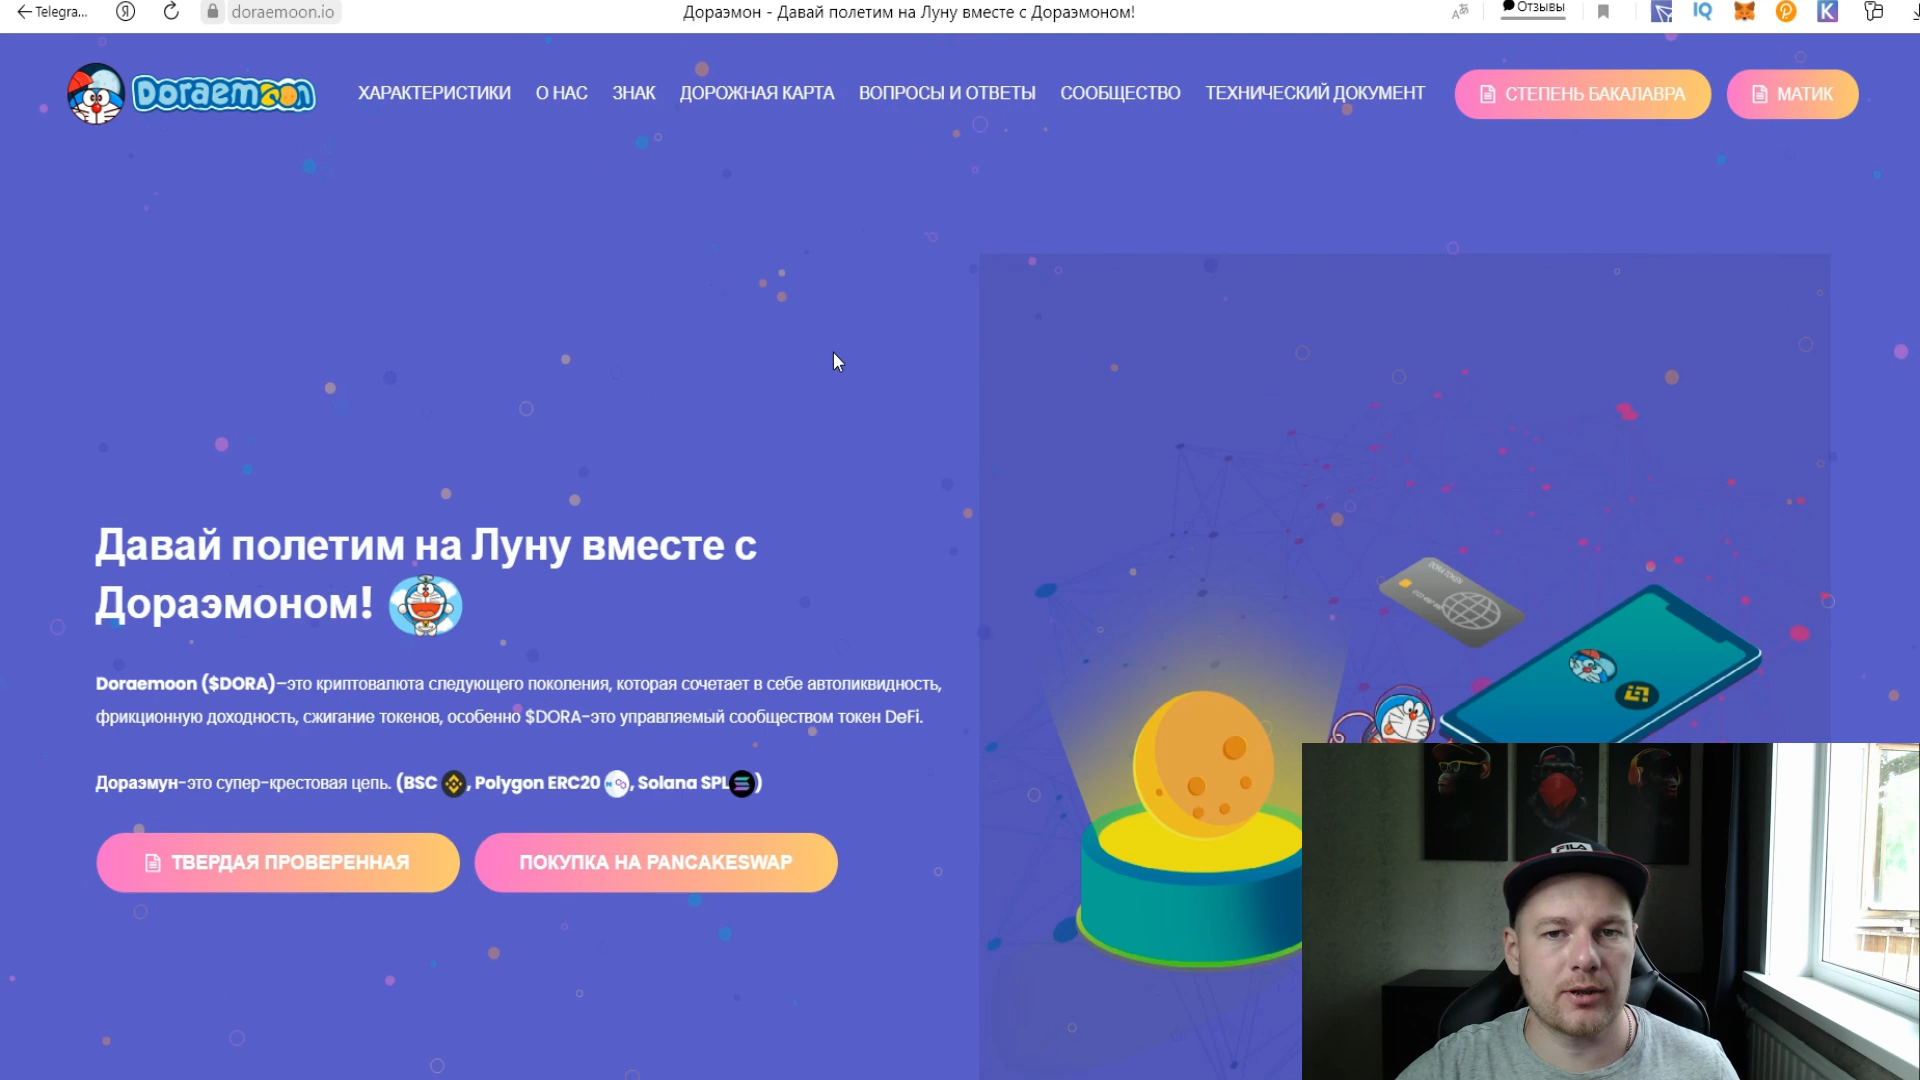 Telegra...
doraemoon.io
Дораэмон - Давай полетим на Луну вместе с Дораэмоном!
Отзывы
Doraemoon
ХАРАКТЕРИСТИКИ
О НАС
ЗНАК
ДОРОЖНАЯ КАРТА
ВОПРОСЫ И ОТВЕТЫ
СООБЩЕСТВО
ТЕХНИЧЕСКИЙ ДОКУМЕНТ
СТЕПЕНЬ БАКАЛАВРА
МАТИК
Давай полетим на Луну вместе с
Дораэмоном!
Doraemoon ($DORA)–это криптовалюта следующего поколения, которая сочетает в себе автоликвидность,
фрикционную доходность, сжигание токенов, особенно $DORA-это управляемый сообществом токен DeFi.
Дораэмун-это супер-крестовая цепь. (BSC , Polygon ERC20 , Solana SPL )
ТВЕРДАЯ ПРОВЕРЕННАЯ
ПОКУПКА НА PANCAKESWAP
DORA TOKEN
FILA